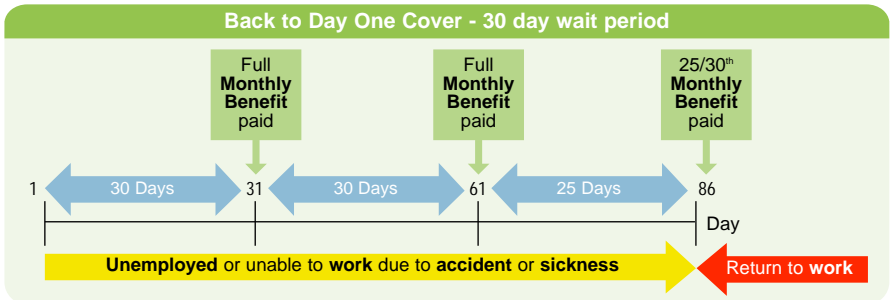 Back to Day One Cover - 30 day wait period
Full
Monthly
Benefit
paid
Full
Monthly
Benefit
paid
25/30th
Monthly
Benefit
paid
1 30 Days 31 30 Days 61 25 Days 86
Day
Unemployed or unable to work due to accident or sickness
Return to work